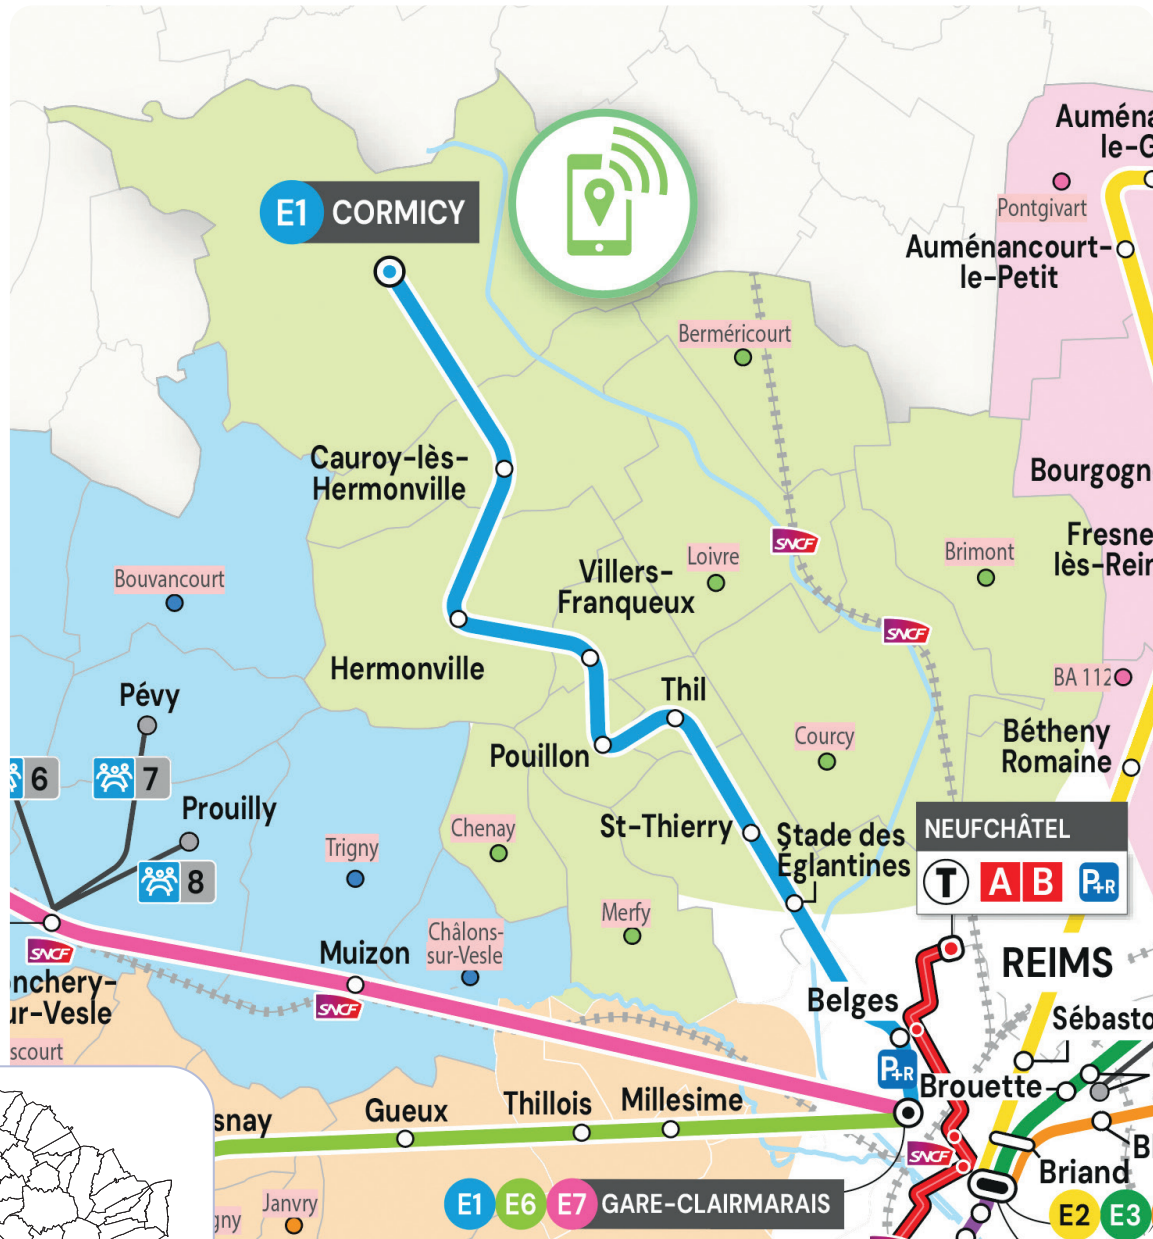 Auména
le-G
Pontgivart
E1 CORMICY
Auménancourt-
le-Petit
Berméricourt
Cauroy-lès-
Hermonville
Bourgogn
SNCF
Fresne
lès-Reir
Brimont
Loivre
Villers-
Franqueux
Bouvancourt
SNCF
Hermonville
BA 112
Pévy
Thil
Bétheny
Romaine
Courcy
Pouillon
6
7
Prouilly
St-Thierry
Stade des
Églantines
NEUFCHÂTEL
T A B P+R
Chenay
Trigny
8
Merfy
Châlons-
sur-Vesle
Muizon
SNCF
REIMS
onchery-
ur-Vesle
SNCF
Belges
Sébasto
scourt
P+R
Brouette
Gueux
Thillois
Millesime
snay
SNCF
Briand
Bl
Janvry
gny
E1 E6 E7 GARE-CLAIRMARAIS
E2 E3